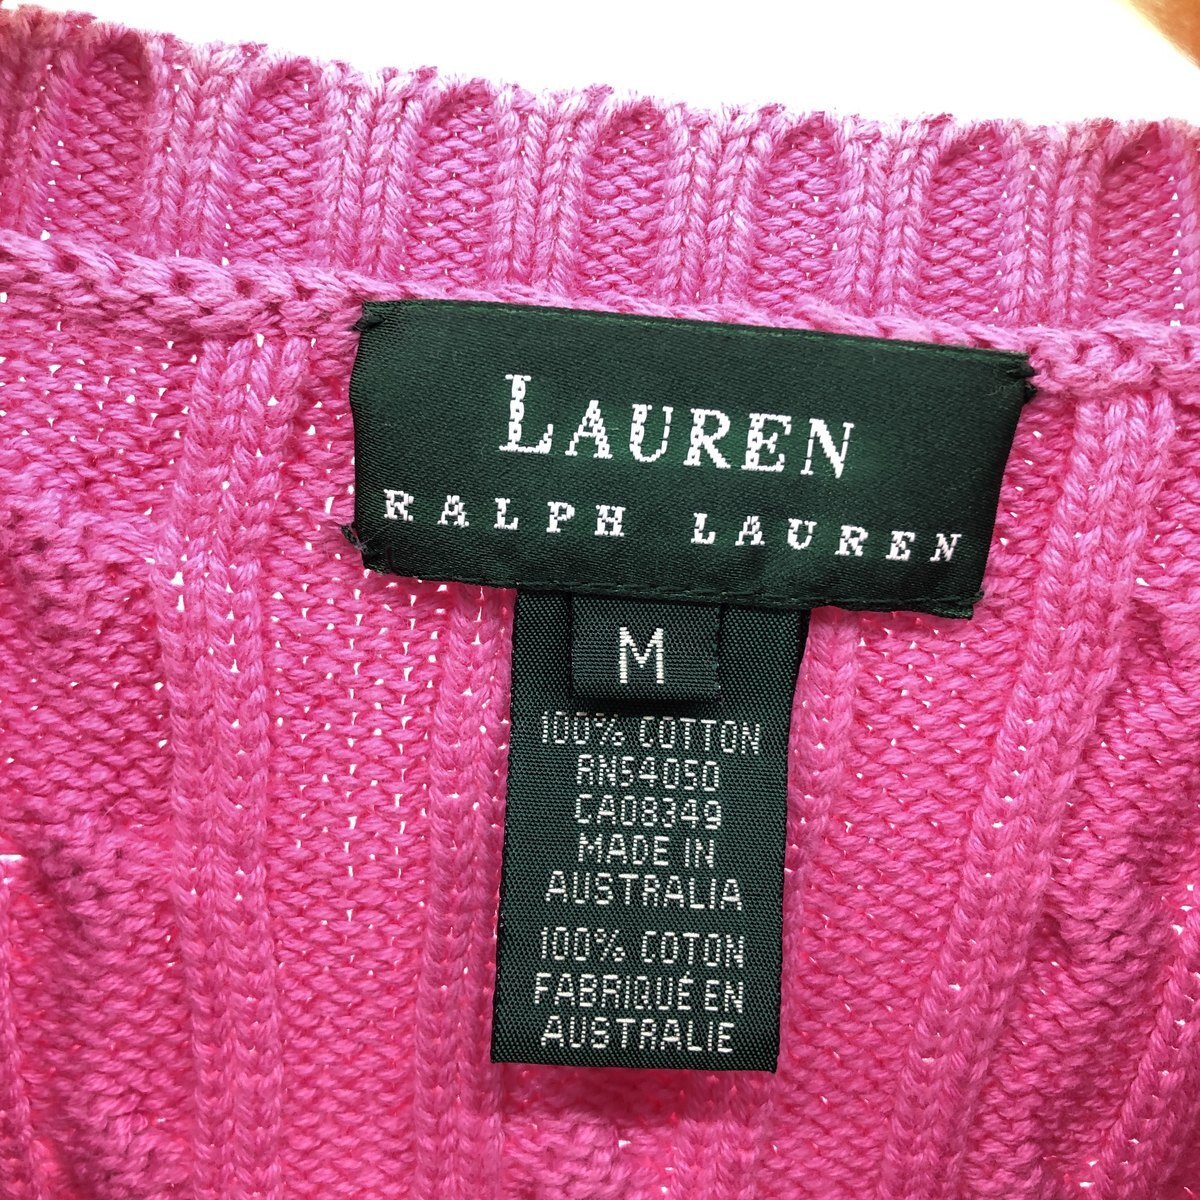 LAUREN
RALPH LAUREN
M
100% COTTON
RN54050
CA08349
MADE IN
AUSTRALIA
100% COTON
FABRIQUÉ EN
AUSTRALIE